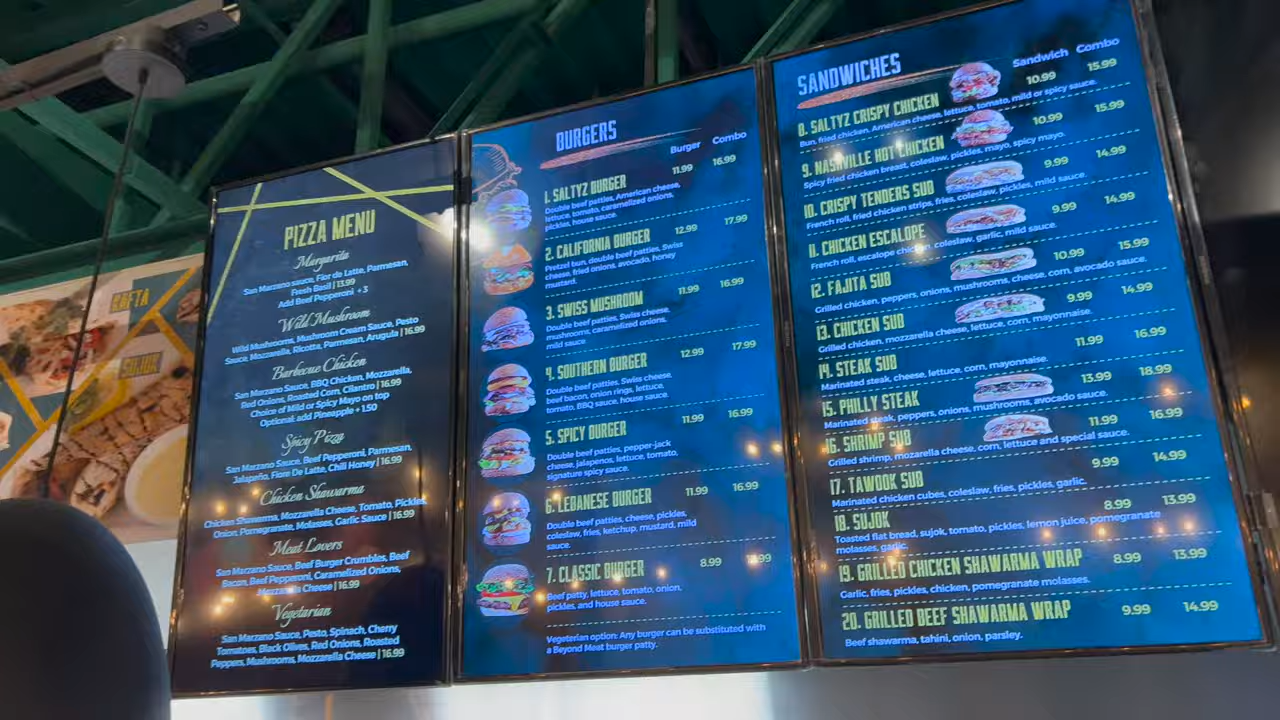 RAFTA
SUJUK
PIZZA MENU
Margarita
San Marzano sauce, Fior de Latte, Parmesan,
Fresh Basil | 13.99
Add Beef Pepperoni + 3
Wild Mushroom
Wild Mushrooms, Mushroom Cream Sauce, Pesto
Sauce, Mozzarella, Ricotta, Parmesan, Arugula | 16.99
Barbecue Chicken
San Marzano Sauce, BBQ Chicken, Mozzarella,
Red Onions, Roasted Corn, Cilantro | 16.99
Choice of Mild or Spicy Mayo on top
Optional: add Pineapple + 1.50
Spicy Pizza
San Marzano Sauce, Beef Pepperoni, Parmesan,
Jalapeño, Fiore De Latte, Chili Honey | 16.99
Chicken Shawarma
Chicken Shawarma, Mozzarella Cheese, Tomato, Pickles,
Onion, Pomegranate, Molasses, Garlic Sauce | 16.99
Meat Lovers
San Marzano Sauce, Beef Burger Crumbles, Beef
Bacon, Beef Pepperoni, Caramelized Onions,
Mozzarella Cheese | 16.99
Vegetarian
San Marzano Sauce, Pesto, Spinach, Cherry
Tomatoes, Black Olives, Red Onions, Roasted
Peppers, Mushrooms, Mozzarella Cheese | 16.99
BURGERS
Burger Combo
1. SALTYZ BURGER 11.99 16.99
Double beef patties, American cheese,
lettuce, tomato, caramelized onions,
pickles, house sauce.
2. CALIFORNIA BURGER 12.99 17.99
Pretzel bun, double beef patties, Swiss
cheese, fried onions, avocado, honey
mustard.
3. SWISS MUSHROOM 11.99 16.99
Double beef patties, Swiss cheese,
mushrooms, caramelized onions.
mild sauce
4. SOUTHERN BURGER 12.99 17.99
Double beef patties, Swiss cheese,
beef bacon, onion rings, lettuce,
tomato, BBQ sauce, house sauce.
5. SPICY BURGER 11.99 16.99
Double beef patties, pepper-jack
cheese, jalapenos, lettuce, tomato,
signature spicy sauce.
6. LEBANESE BURGER 11.99 16.99
Double beef patties, cheese, pickles,
coleslaw, fries, ketchup, mustard, mild
sauce.
7. CLASSIC BURGER 8.99
Beef patty, lettuce, tomato, onion,
pickles, and house sauce.
Vegeterian option: Any burger can be substituted with
a Beyond Meat burger patty.
SANDWICHES
Sandwich Combo
8. SALTYZ CRISPY CHICKEN 10.99 15.99
Bun, fried chicken, American cheese, lettuce, tomato, mild or spicy sauce.
9. NASHVILLE HOT CHICKEN 10.99 15.99
Spicy fried chicken breast, coleslaw, pickles, mayo, spicy mayo.
10. CRISPY TENDERS SUB 9.99 14.99
French roll, fried chicken strips, fries, coleslaw, pickles, mild sauce.
11. CHICKEN ESCALOPE 9.99 14.99
French roll, escalope chicken, coleslaw, garlic, mild sauce.
12. FAJITA SUB 10.99 15.99
Grilled chicken, peppers, onions, mushrooms, cheese, corn, avocado sauce.
13. CHICKEN SUB 9.99 14.99
Grilled chicken, mozzarella cheese, lettuce, corn, mayonnaise.
14. STEAK SUB 11.99 16.99
Marinated steak, cheese, lettuce, corn, mayonnaise.
15. PHILLY STEAK 13.99 18.99
Marinated steak, peppers, onions, mushrooms, avocado sauce.
16. SHRIMP SUB 11.99 16.99
Grilled shrimp, mozarella cheese, corn, lettuce and special sauce.
17. TAWOOK SUB 9.99 14.99
Marinated chicken cubes, coleslaw, fries, pickles, garlic.
18. SUJOK 8.99 13.99
Toasted flat bread, sujok, tomato, pickles, lemon juice, pomegranate
molasses, garlic.
19. GRILLED CHICKEN SHAWARMA WRAP 8.99 13.99
Garlic, fries, pickles, chicken, pomegranate molasses.
20. GRILLED BEEF SHAWARMA WRAP 9.99 14.99
Beef shawarma, tahini, onion, parsley.